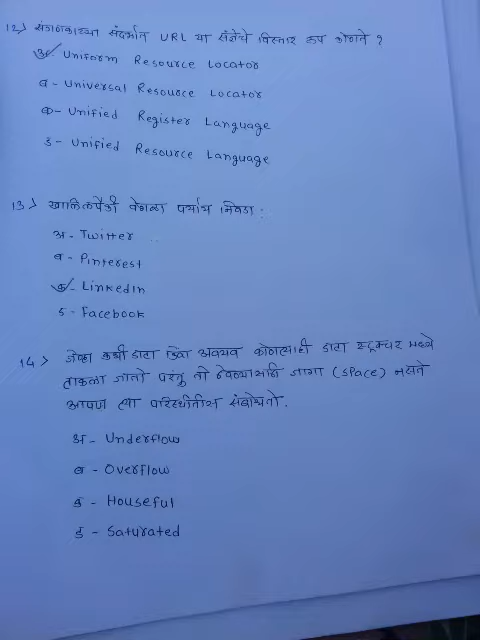 12) संगणकाच्या संदर्भात URL या संज्ञेचे विस्तार रूप कोणते ?
अ- Uniform Resource Locator
ब- Universal Resource Locator
क- Unified Register Language
ड- Unified Resource Language
13) खालीलपैकी वेगळा पर्याय निवडा :
अ- Twitter
ब- Pinterest
क- LinkedIn
ड- Facebook
14) जेव्हा कधी डाटा किंवा अवयव कोणत्याही डाटा स्ट्रक्चर मध्ये
टाकला जातो परंतु तो ठेवण्यासाठी जागा (space) नसते
आपण त्या परिस्थीतीस संबोधतो.
अ- Underflow
ब- Overflow
क- Houseful
ड- Saturated